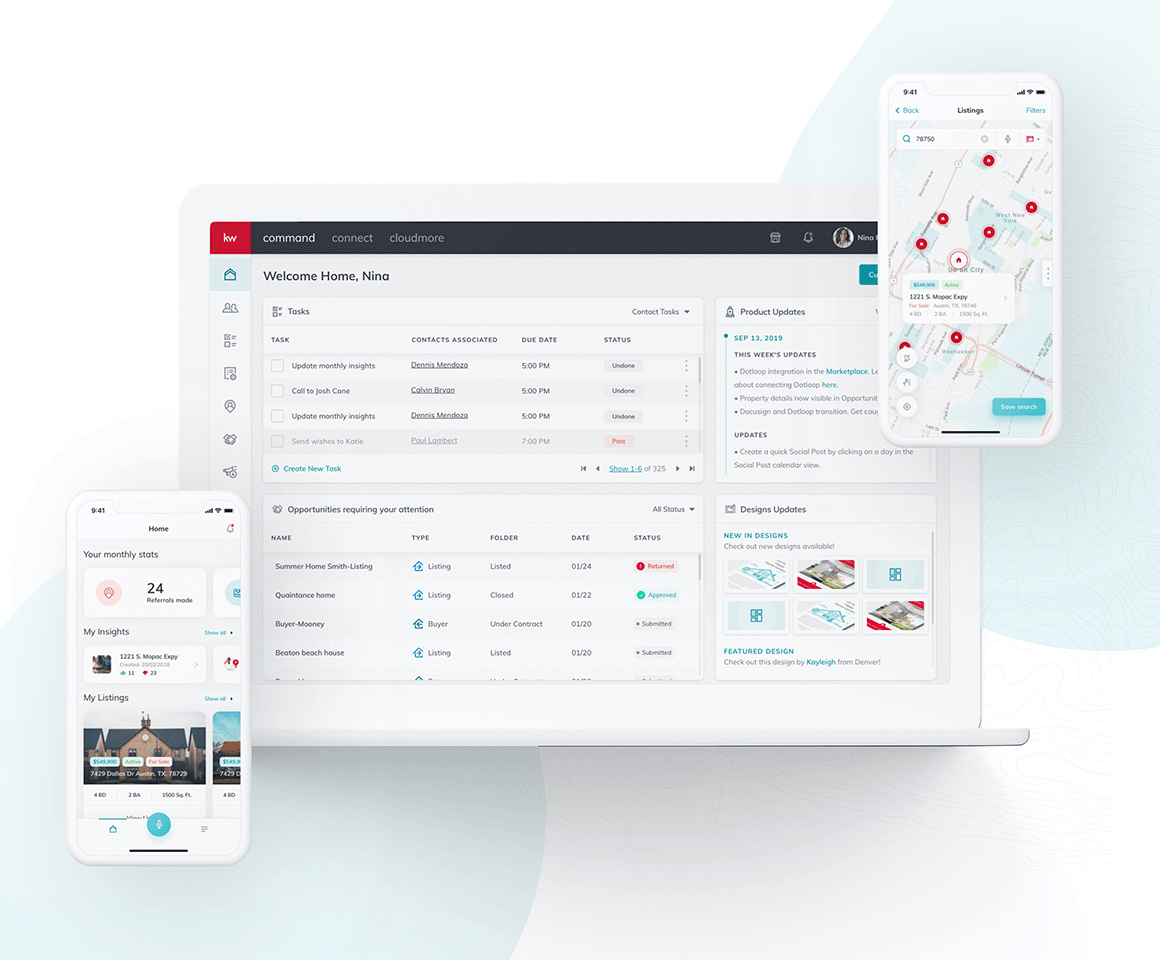 kw command connect cloudmore Nina
Welcome Home, Nina
Cu
Tasks Contact Tasks
TASK CONTACTS ASSOCIATED DUE DATE STATUS
Update monthly insights Dennis Mendoza 5:00 PM Undone
Call to Josh Cane Calvin Bryan 5:00 PM Undone
Update monthly insights Dennis Mendoza 5:00 PM Undone
Send wishes to Katie Paul Lambert 7:00 PM Past
Create New Task Show 1-6 of 325
Product Updates
SEP 13, 2019
THIS WEEK'S UPDATES
• Dotloop integration in the Marketplace. Le
about connecting Dotloop here.
• Property details now visible in Opportunit
• Docusign and Dotloop transition. Get caug
UPDATES
• Create a quick Social Post by clicking on a day in the
Social Post calendar view.
Opportunities requiring your attention All Status
NAME TYPE FOLDER DATE STATUS
Summer Home Smith-Listing Listing Listed 01/24 Returned
Quaintance home Listing Closed 01/22 Approved
Buyer-Mooney Buyer Under Contract 01/20 Submitted
Beaton beach house Listing Listed 01/20 Submitted
Designs Updates
NEW IN DESIGNS
Check out new designs available!
FEATURED DESIGN
Check out this design by Kayleigh from Denver!
9:41
Back Listings Filters
78750
West New
York
Union City
$549,900 Active
1221 S. Mopac Expy
For Sale Austin, TX. 78746
4 BD 2 BA 1500 Sq. Ft.
Weehawken
Lincoln Tunnel
Save search
9:41
Home
Your monthly stats
24
Referrals made
My Insights Show all
1221 S. Mopac Expy
Created: 20/02/2018
11 23
My Listings Show all
$549,900 Active For Sale $549,9
7429 Dallas Dr Austin, TX. 78729 7429 D
4 BD 2 BA 1500 Sq. Ft. 4 BD